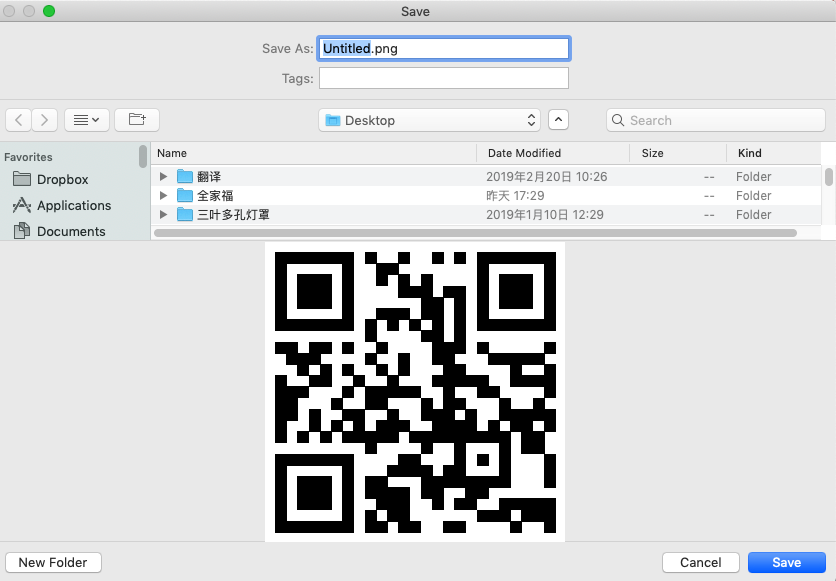 Save
Save As: Untitled.png
Tags:
Desktop
Search
Favorites
Dropbox
Applications
Documents
Name Date Modified Size Kind
翻译 2019年2月20日 10:26 -- Folder
全家福 昨天 17:29 -- Folder
三叶多孔灯罩 2019年1月10日 12:29 -- Folder
New Folder Cancel Save